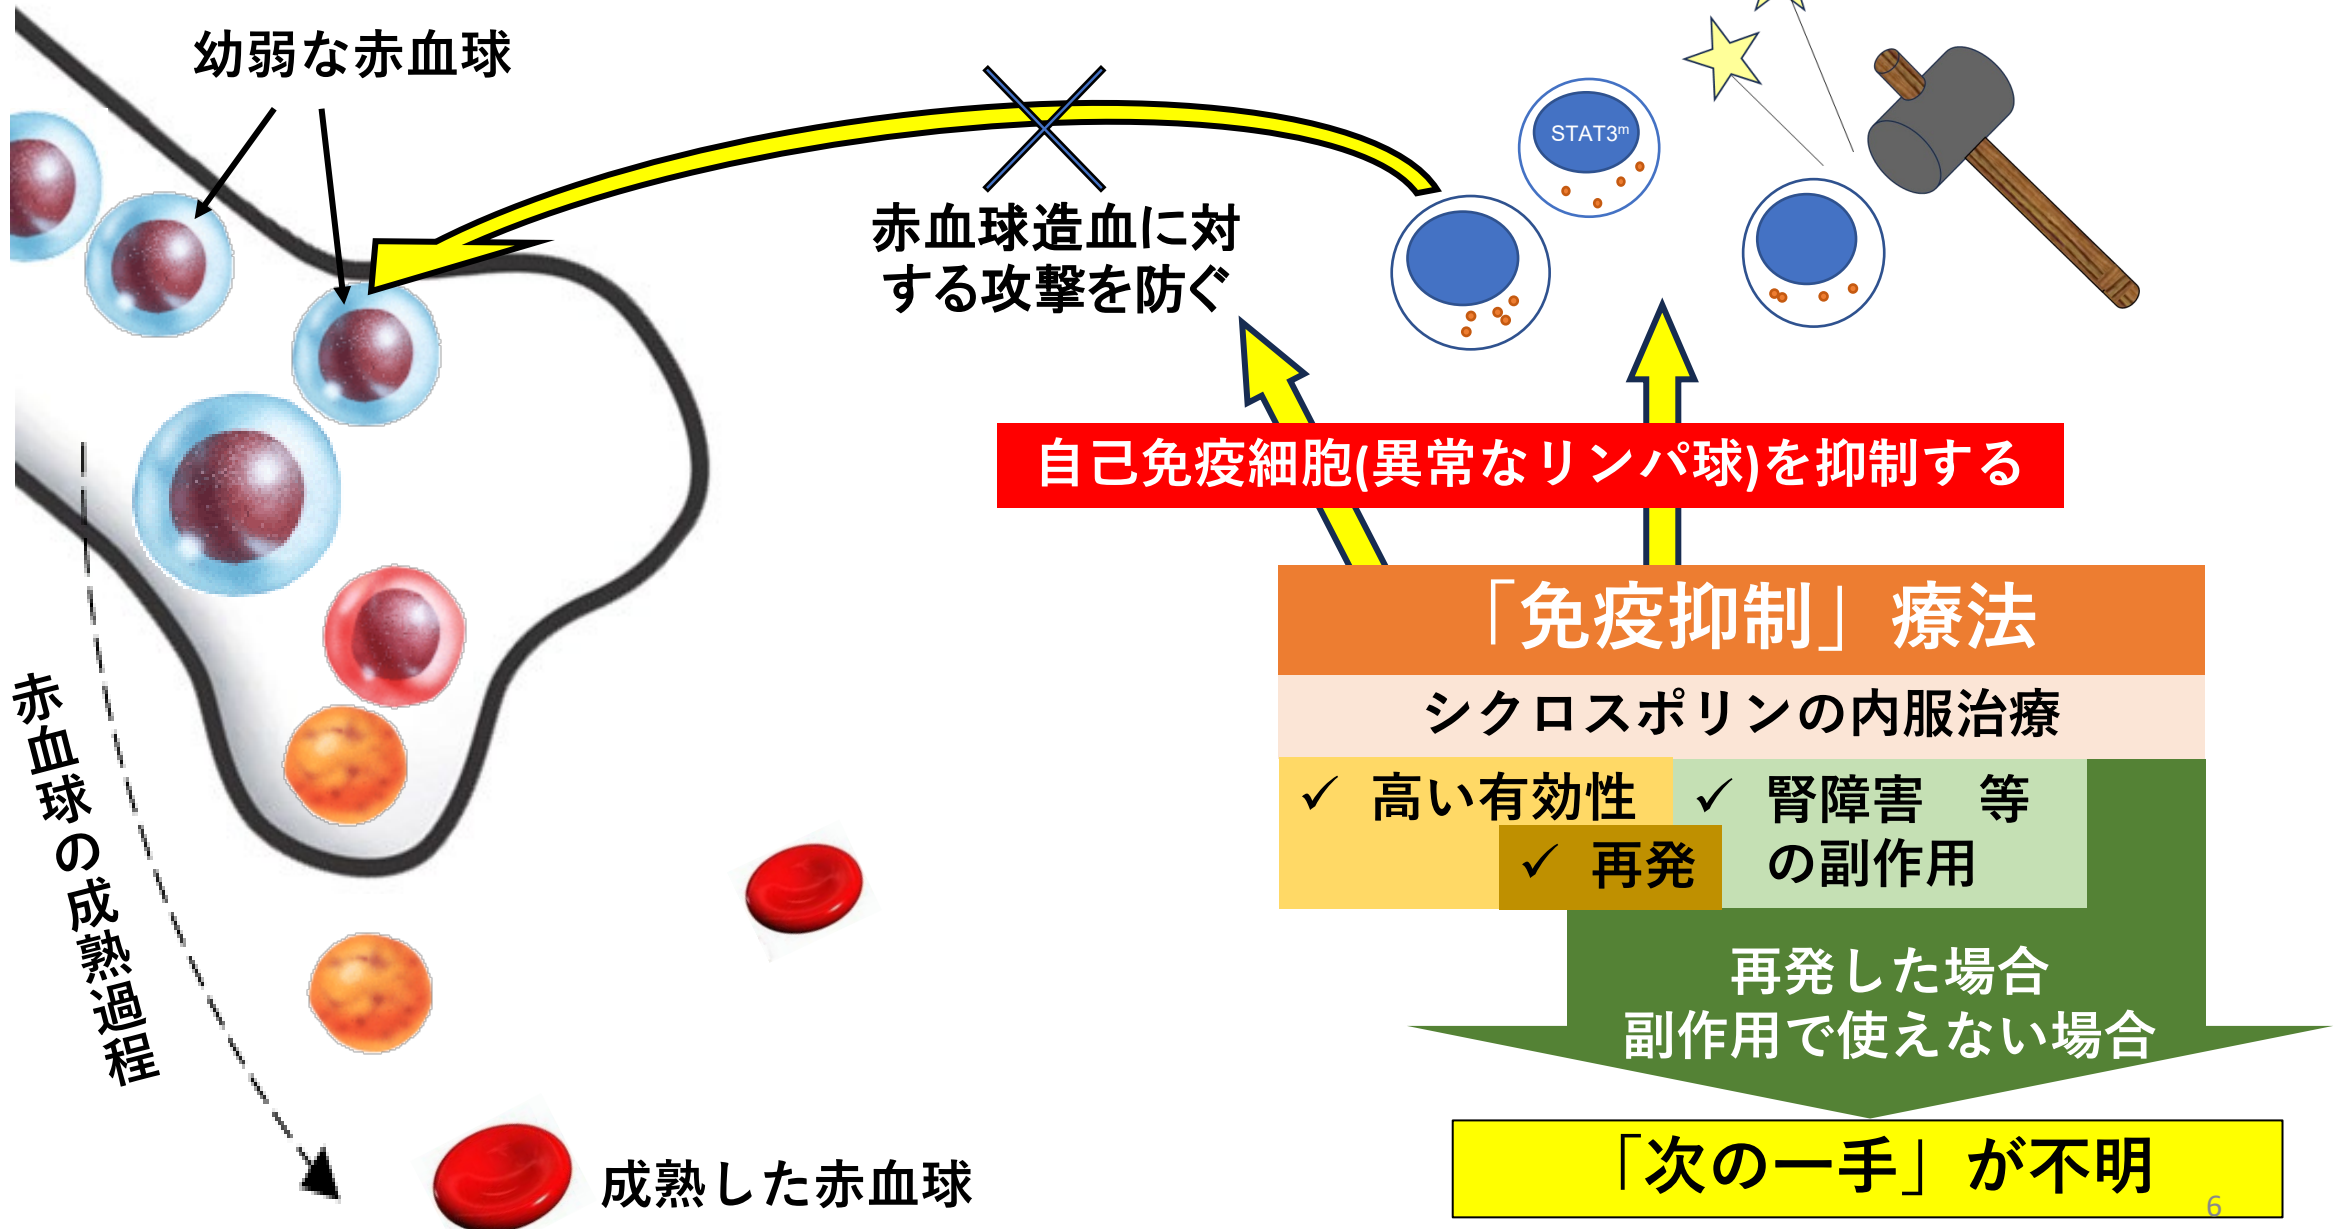 幼弱な赤血球
STAT3m
赤血球造血に対
する攻撃を防ぐ
自己免疫細胞(異常なリンパ球)を抑制する
「免疫抑制」療法
シクロスポリンの内服治療
✓ 高い有効性
✓ 再発
✓ 腎障害 等
の副作用
再発した場合
副作用で使えない場合
「次の一手」が不明
赤血球の成熟過程
成熟した赤血球
6